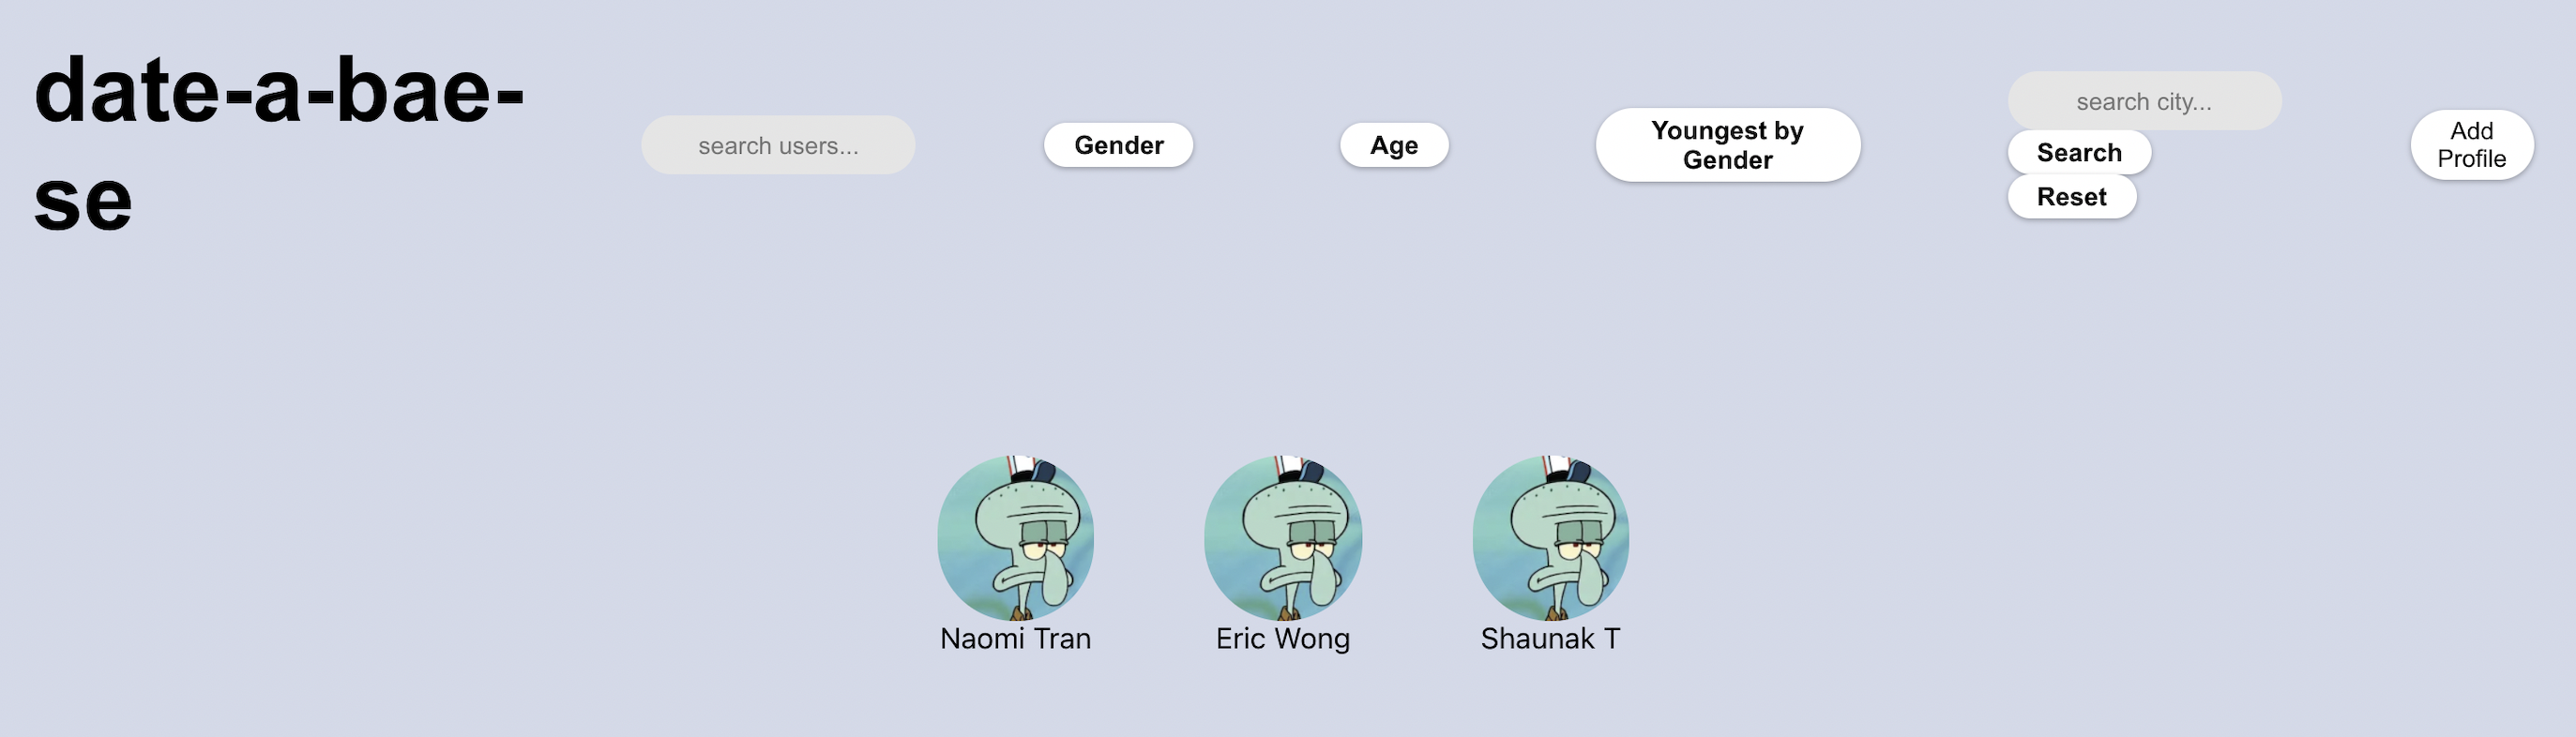 date-a-bae-
se
search users...
Gender
Age
Youngest by
Gender
search city...
Search
Reset
Add
Profile
Naomi Tran
Eric Wong
Shaunak T